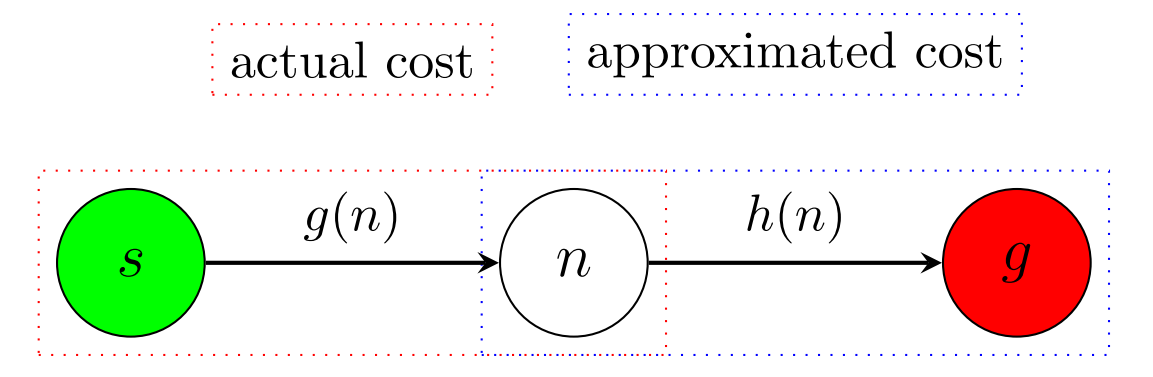 actual cost
approximated cost
g(n)
h(n)
s
n
g